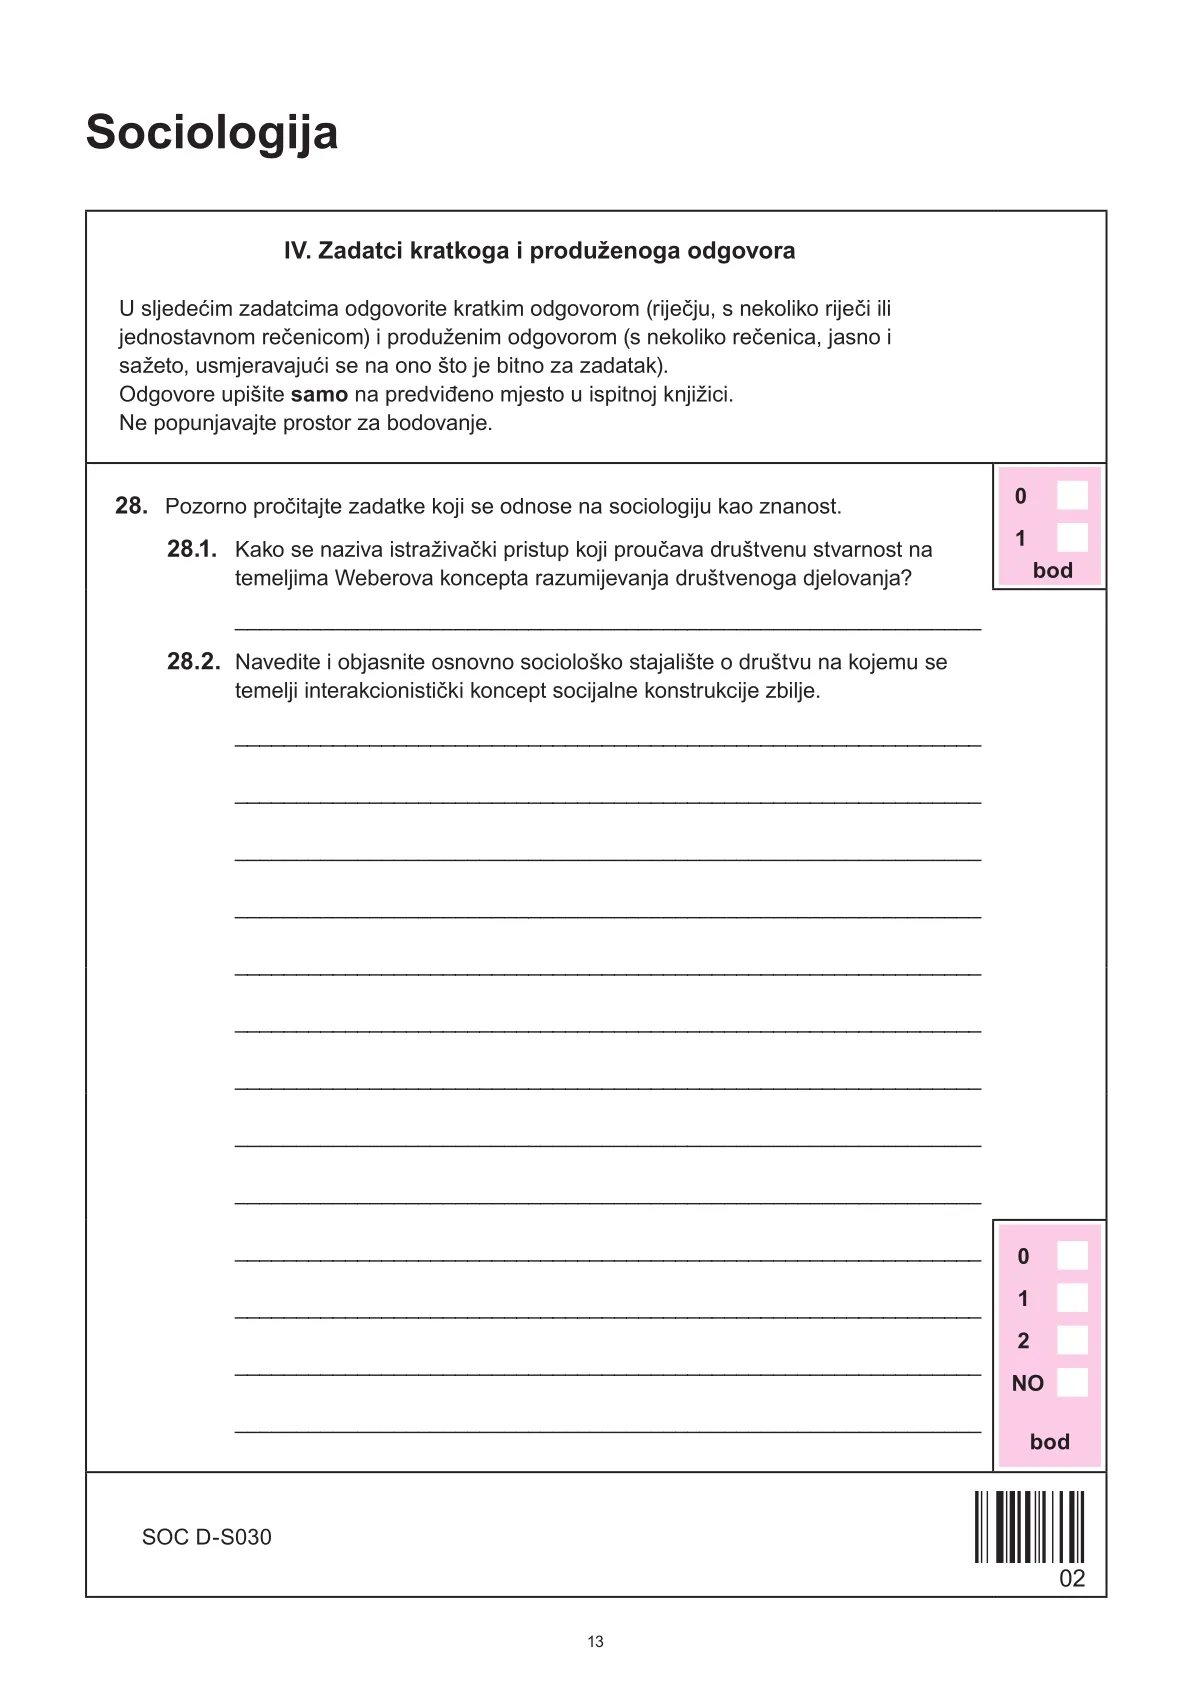 Sociologija
IV. Zadatci kratkoga i produženoga odgovora
U sljedećim zadatcima odgovorite kratkim odgovorom (riječju, s nekoliko riječi ili
jednostavnom rečenicom) i produženim odgovorom (s nekoliko rečenica, jasno i
sažeto, usmjeravajući se na ono što je bitno za zadatak).
Odgovore upišite samo na predviđeno mjesto u ispitnoj knjižici.
Ne popunjavajte prostor za bodovanje.
28. Pozorno pročitajte zadatke koji se odnose na sociologiju kao znanost.
28.1. Kako se naziva istraživački pristup koji proučava društvenu stvarnost na
temeljima Weberova koncepta razumijevanja društvenoga djelovanja?
0
1
bod
28.2. Navedite i objasnite osnovno sociološko stajalište o društvu na kojemu se
temelji interakcionistički koncept socijalne konstrukcije zbilje.
0
1
2
NO
bod
SOC D-S030
02
13